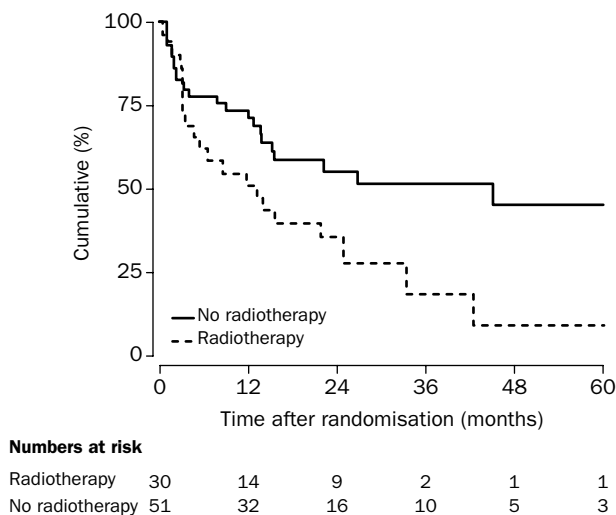 100
75
50
25
0
Cumulative (%)
No radiotherapy
Radiotherapy
0 12 24 36 48 60
Time after randomisation (months)
Numbers at risk
Radiotherapy 30 14 9 2 1 1
No radiotherapy 51 32 16 10 5 3